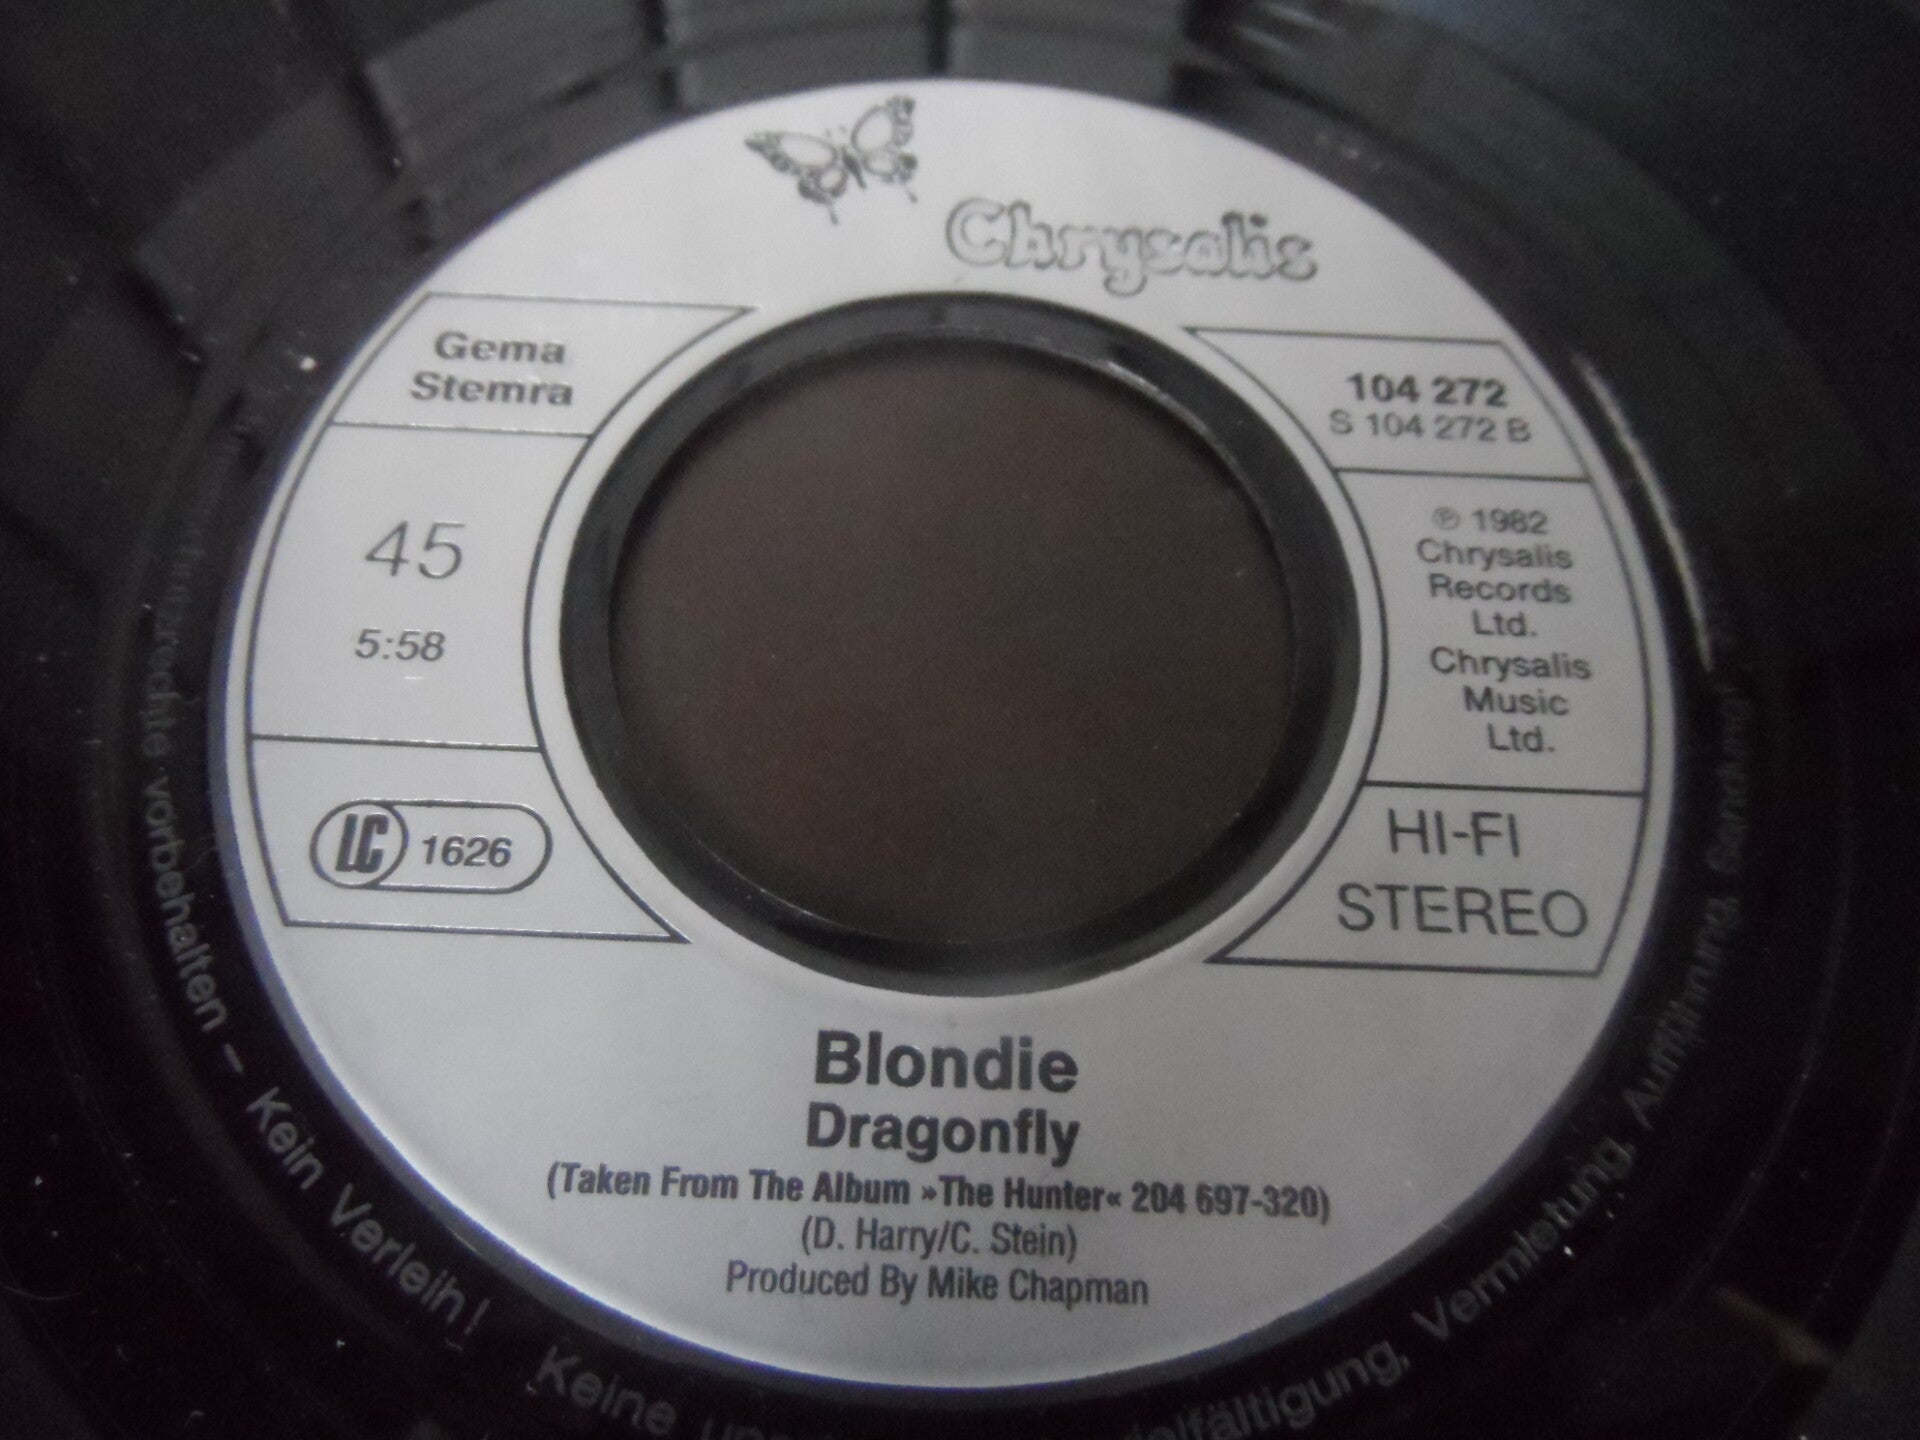 Chrysalis
Gema
Stemra
45
5:58
LC 1626
104 272
S 104 272 B
℗ 1982
Chrysalis
Records
Ltd.
Chrysalis
Music
Ltd.
HI-FI
STEREO
Blondie
Dragonfly
(Taken From The Album »The Hunter« 204 697-320)
(D. Harry/C. Stein)
Produced By Mike Chapman
vorbehalten – Kein Verleih! Keine
Vermietung, Aufführung, Sendung!